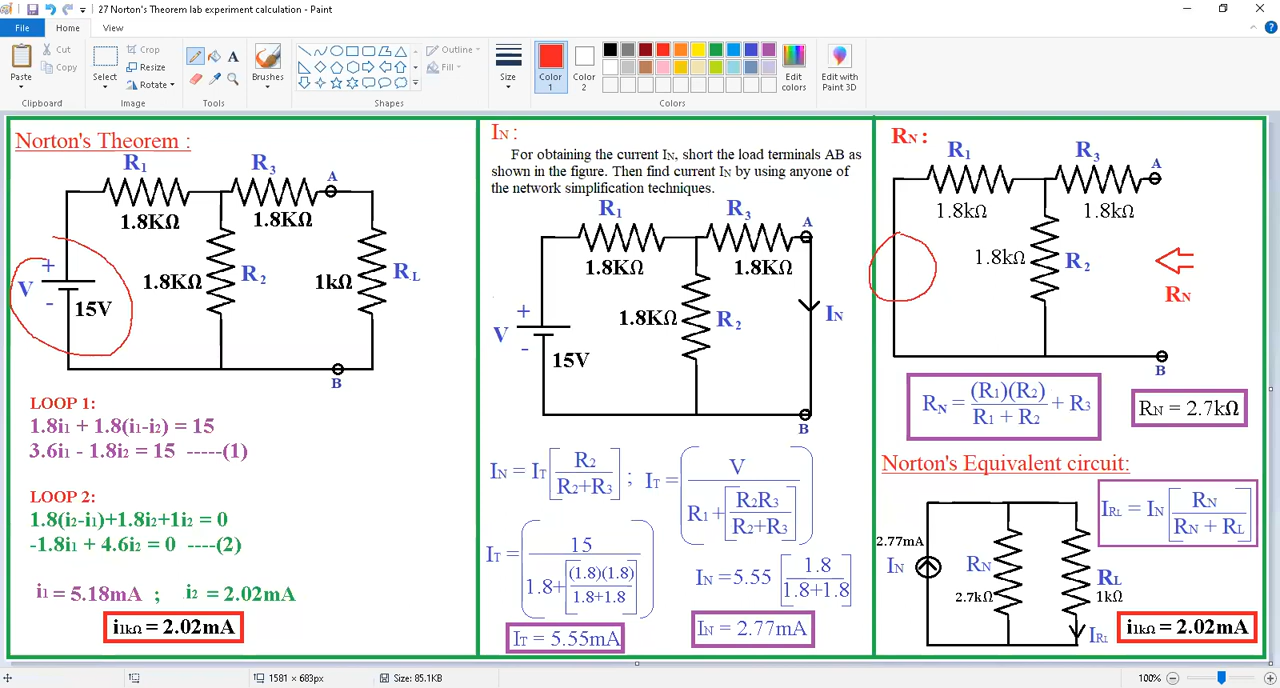 27 Norton's Theorem lab experiment calculation - Paint
File
Home
View
Paste
Cut
Copy
Clipboard
Select
Crop
Resize
Rotate
Image
A
Tools
Brushes
Shapes
Outline
Fill
Size
Color
1
Color
2
Colors
Edit
colors
Edit with
Paint 3D
Norton's Theorem :
R1
R3
A
1.8KΩ
1.8KΩ
+
V
-
15V
1.8KΩ
R2
1kΩ
RL
B
LOOP 1:
1.8i1 + 1.8(i1-i2) = 15
3.6i1 - 1.8i2 = 15 -----(1)
LOOP 2:
1.8(i2-i1)+1.8i2+1i2 = 0
-1.8i1 + 4.6i2 = 0 ----(2)
i1 = 5.18mA ; i2 = 2.02mA
i1kΩ = 2.02mA
IN :
For obtaining the current IN, short the load terminals AB as
shown in the figure. Then find current IN by using anyone of
the network simplification techniques.
R1
R3
A
1.8KΩ
1.8KΩ
+
V
-
15V
1.8KΩ
R2
IN
B
IN = IT [R2 / R2+R3] ; IT = (V / R1 + [R2R3 / R2+R3])
IT = (15 / 1.8+ [(1.8)(1.8) / 1.8+1.8])
IN =5.55 [1.8 / 1.8+1.8]
IT = 5.55mA
IN = 2.77mA
RN :
R1
R3
A
1.8kΩ
1.8kΩ
1.8kΩ
R2
RN
B
RN = (R1)(R2) / R1 + R2 + R3
RN = 2.7kΩ
Norton's Equivalent circuit:
IRL = IN [RN / RN + RL]
2.77mA
IN
RN
2.7kΩ
RL
1kΩ
IRL
i1kΩ = 2.02mA
1581 × 683px
Size: 85.1KB
100%